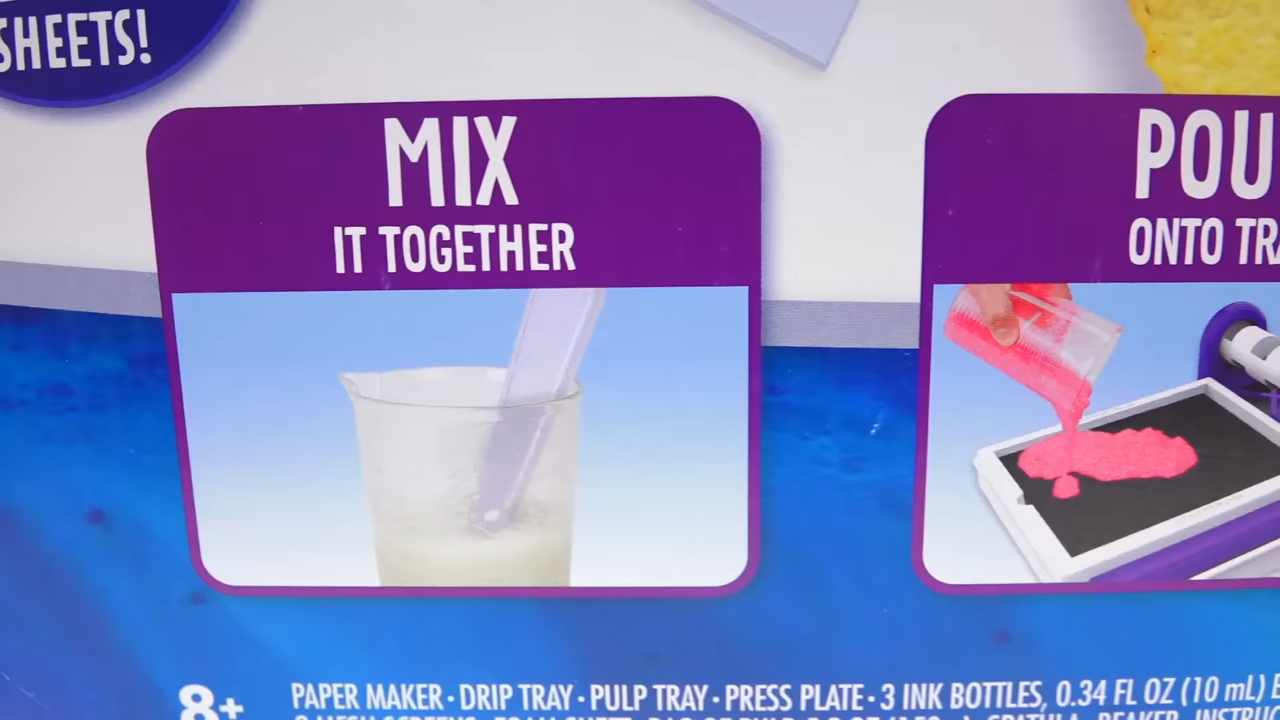 SHEETS!
MIX
IT TOGETHER
POU
ONTO TRA
8+
PAPER MAKER · DRIP TRAY · PULP TRAY · PRESS PLATE · 3 INK BOTTLES, 0.34 FL OZ (10 mL) E